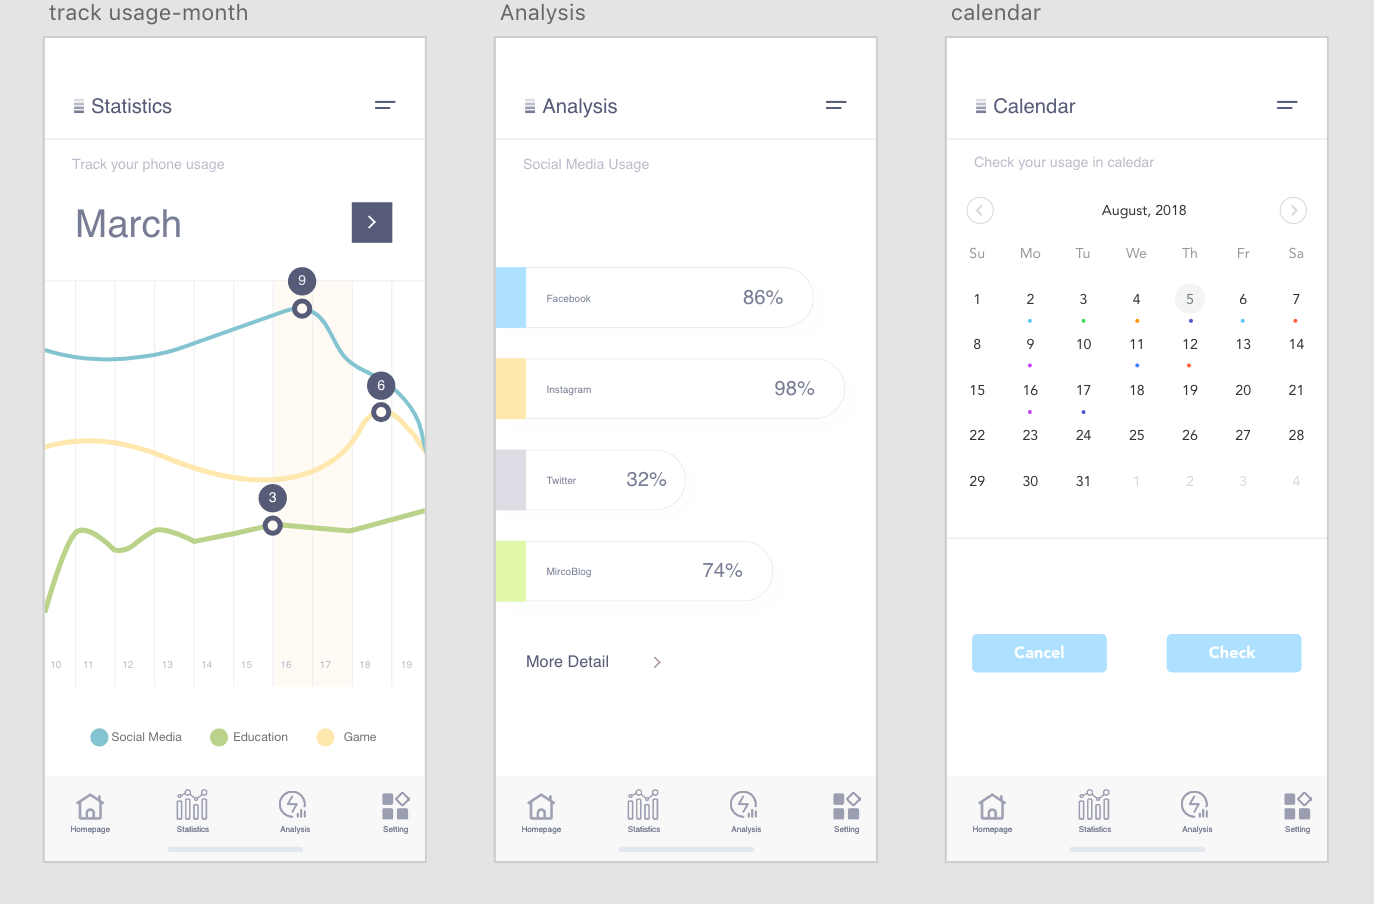 track usage-month
Statistics
Track your phone usage
March
9
6
3
10 11 12 13 14 15 16 17 18 19
Social Media Education Game
Homepage Statistics Analysis Setting
Analysis
Analysis
Social Media Usage
Facebook 86%
Instagram 98%
Twitter 32%
MircoBlog 74%
More Detail
Homepage Statistics Analysis Setting
calendar
Calendar
Check your usage in caledar
August, 2018
Su Mo Tu We Th Fr Sa
1 2 3 4 5 6 7
8 9 10 11 12 13 14
15 16 17 18 19 20 21
22 23 24 25 26 27 28
29 30 31 1 2 3 4
Cancel Check
Homepage Statistics Analysis Setting